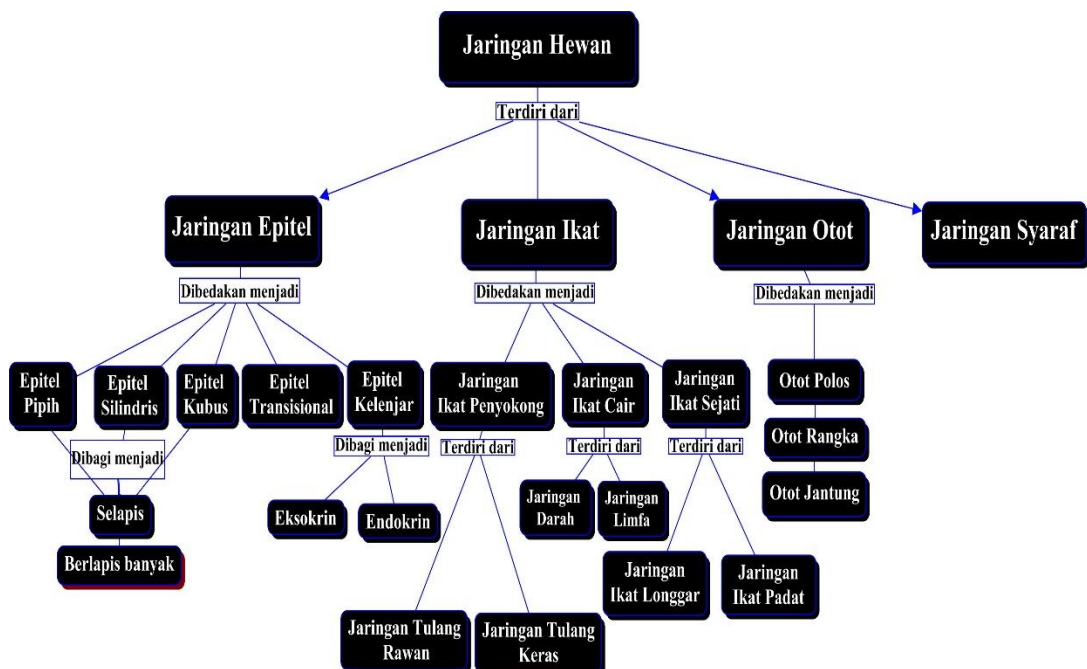 Jaringan Hewan
Terdiri dari
Jaringan Epitel
Jaringan Ikat
Jaringan Otot
Jaringan Syaraf
Dibedakan menjadi
Dibedakan menjadi
Dibedakan menjadi
Epitel
Pipih
Epitel
Silindris
Epitel
Kubus
Epitel
Transisional
Epitel
Kelenjar
Jaringan
Ikat Penyokong
Jaringan
Ikat Cair
Jaringan
Ikat Sejati
Otot Polos
Otot Rangka
Otot Jantung
Dibagi menjadi
Dibagi menjadi
Terdiri dari
Terdiri dari
Terdiri dari
Selapis
Berlapis banyak
Eksokrin
Endokrin
Jaringan
Darah
Jaringan
Limfa
Jaringan
Ikat Longgar
Jaringan
Ikat Padat
Jaringan Tulang
Rawan
Jaringan Tulang
Keras